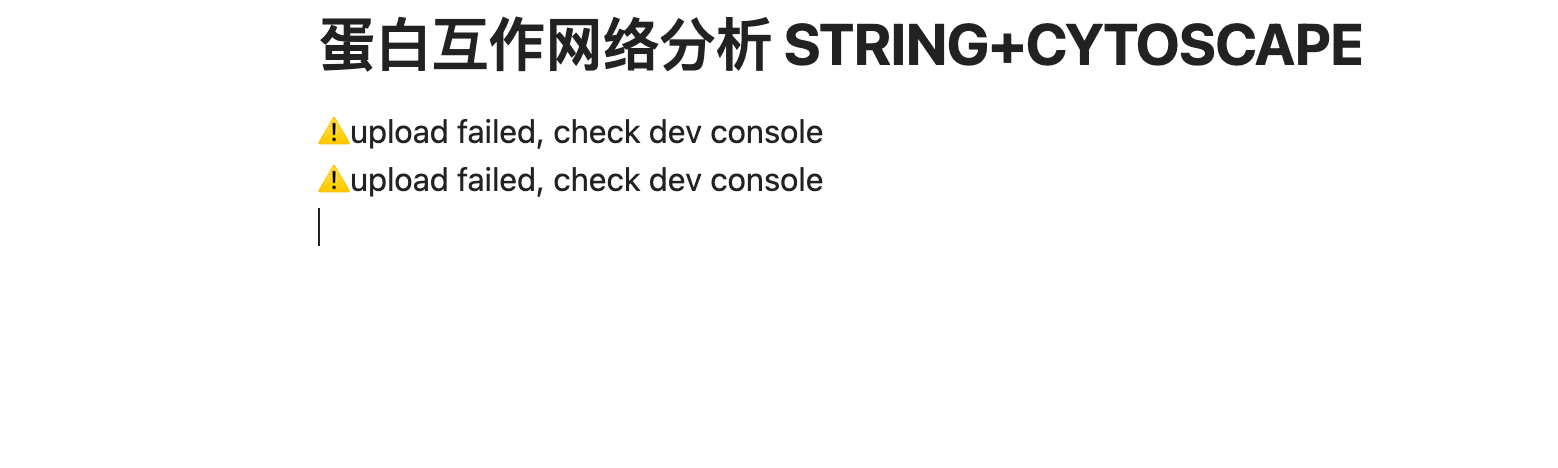 蛋白互作网络分析 STRING+CYTOSCAPE
⚠️upload failed, check dev console
⚠️upload failed, check dev console